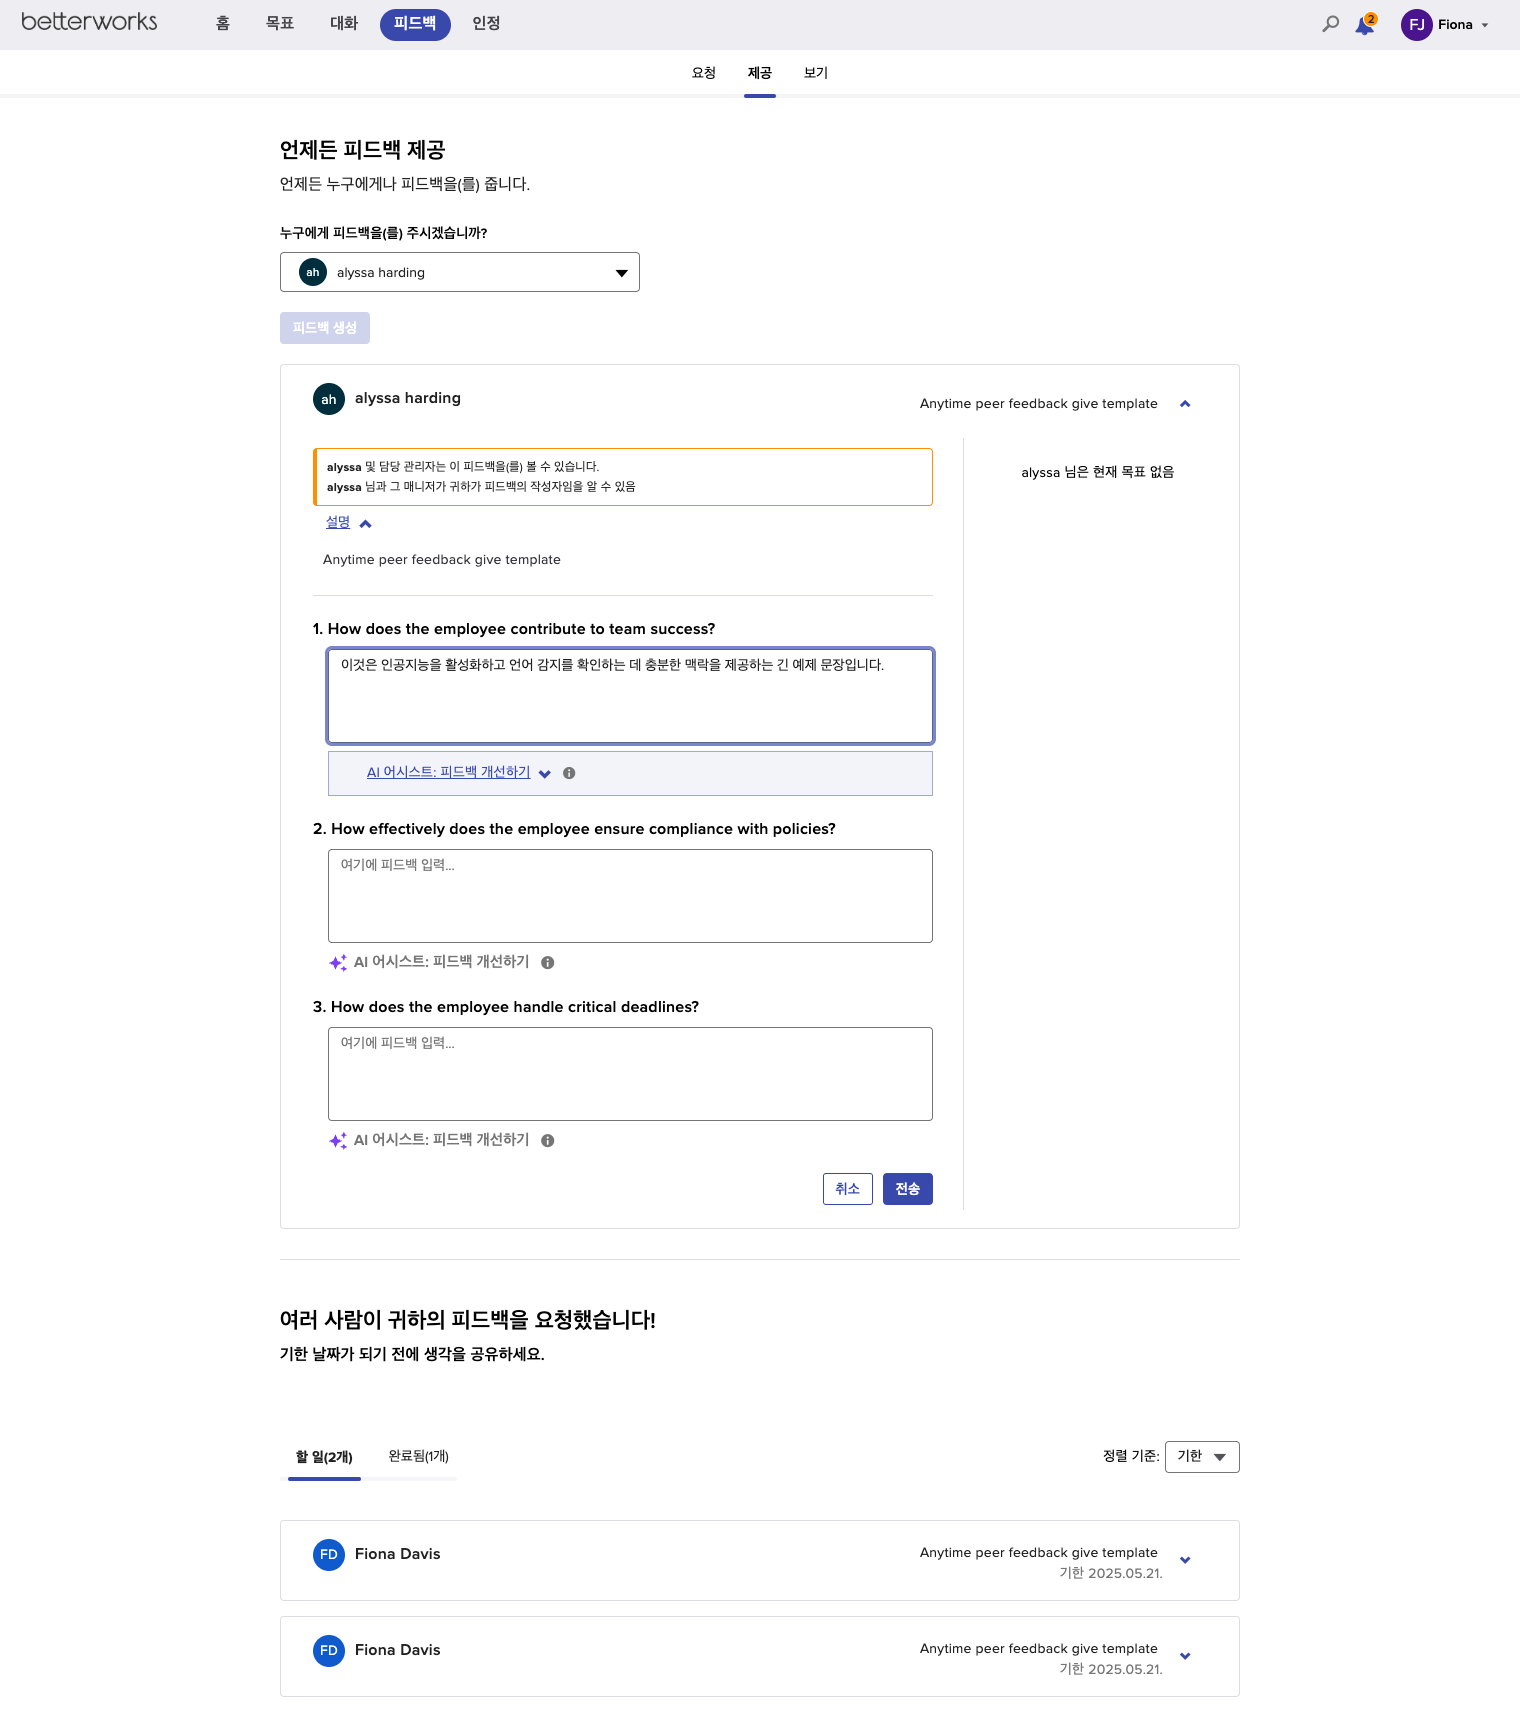 betterworks
홈
목표
대화
피드백
인정
2
FJ
Fiona
요청
제공
보기
언제든 피드백 제공
언제든 누구에게나 피드백을(를) 줍니다.
누구에게 피드백을(를) 주시겠습니까?
ah
alyssa harding
피드백 생성
ah
alyssa harding
Anytime peer feedback give template
alyssa 및 담당 관리자는 이 피드백을(를) 볼 수 있습니다.
alyssa 님과 그 매니저가 귀하가 피드백의 작성자임을 알 수 있음
alyssa 님은 현재 목표 없음
설명
Anytime peer feedback give template
1. How does the employee contribute to team success?
이것은 인공지능을 활성화하고 언어 감지를 확인하는 데 충분한 맥락을 제공하는 긴 예제 문장입니다.
AI 어시스트: 피드백 개선하기
2. How effectively does the employee ensure compliance with policies?
여기에 피드백 입력...
AI 어시스트: 피드백 개선하기
3. How does the employee handle critical deadlines?
여기에 피드백 입력...
AI 어시스트: 피드백 개선하기
취소
전송
여러 사람이 귀하의 피드백을 요청했습니다!
기한 날짜가 되기 전에 생각을 공유하세요.
할 일(2개)
완료됨(1개)
정렬 기준:
기한
FD
Fiona Davis
Anytime peer feedback give template
기한 2025.05.21.
FD
Fiona Davis
Anytime peer feedback give template
기한 2025.05.21.